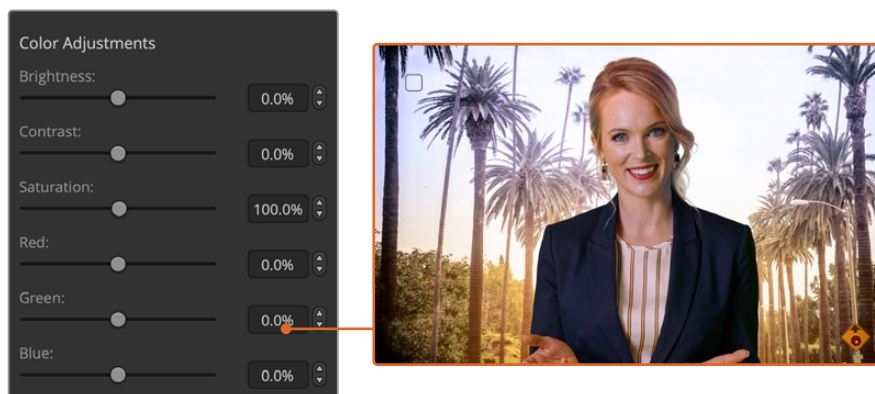 Color Adjustments
Brightness:
0.0%
Contrast:
0.0%
Saturation:
100.0%
Red:
0.0%
Green:
0.0%
Blue:
0.0%